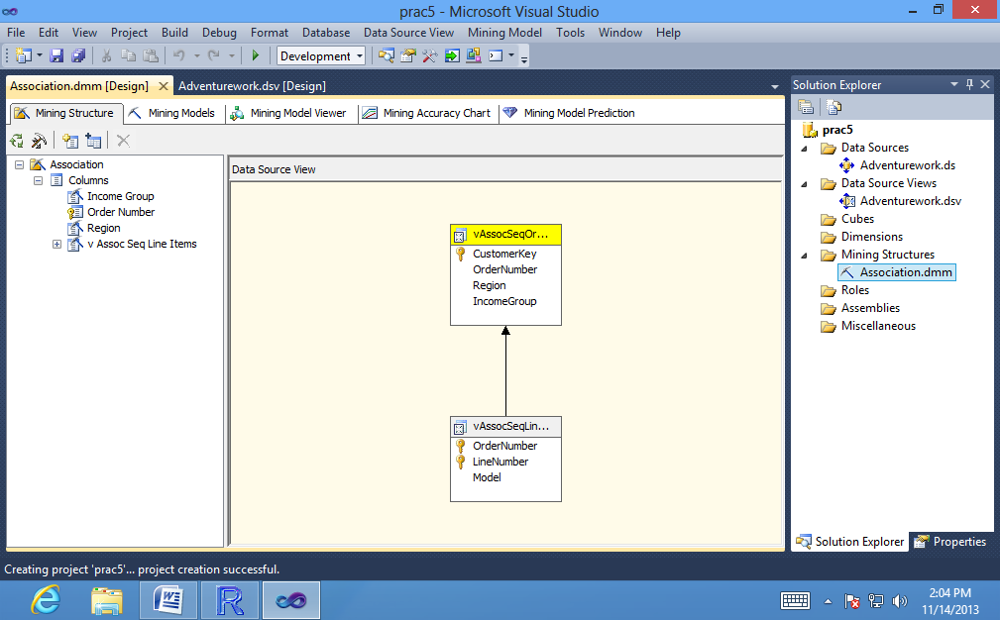 prac5 - Microsoft Visual Studio
File Edit View Project Build Debug Format Database Data Source View Mining Model Tools Window Help
Development
Association.dmm [Design] Adventurework.dsv [Design]
Mining Structure Mining Models Mining Model Viewer Mining Accuracy Chart Mining Model Prediction
Association
Columns
Income Group
Order Number
Region
v Assoc Seq Line Items
Data Source View
vAssocSeqOr...
CustomerKey
OrderNumber
Region
IncomeGroup
vAssocSeqLin...
OrderNumber
LineNumber
Model
Solution Explorer
prac5
Data Sources
Adventurework.ds
Data Source Views
Adventurework.dsv
Cubes
Dimensions
Mining Structures
Association.dmm
Roles
Assemblies
Miscellaneous
Solution Explorer Properties
Creating project 'prac5'... project creation successful.
2:04 PM
11/14/2013